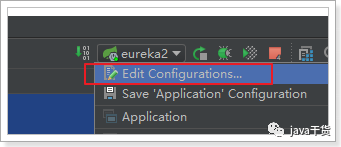 eureka2
Edit Configurations...
Save 'Application' Configuration
Application
java干货